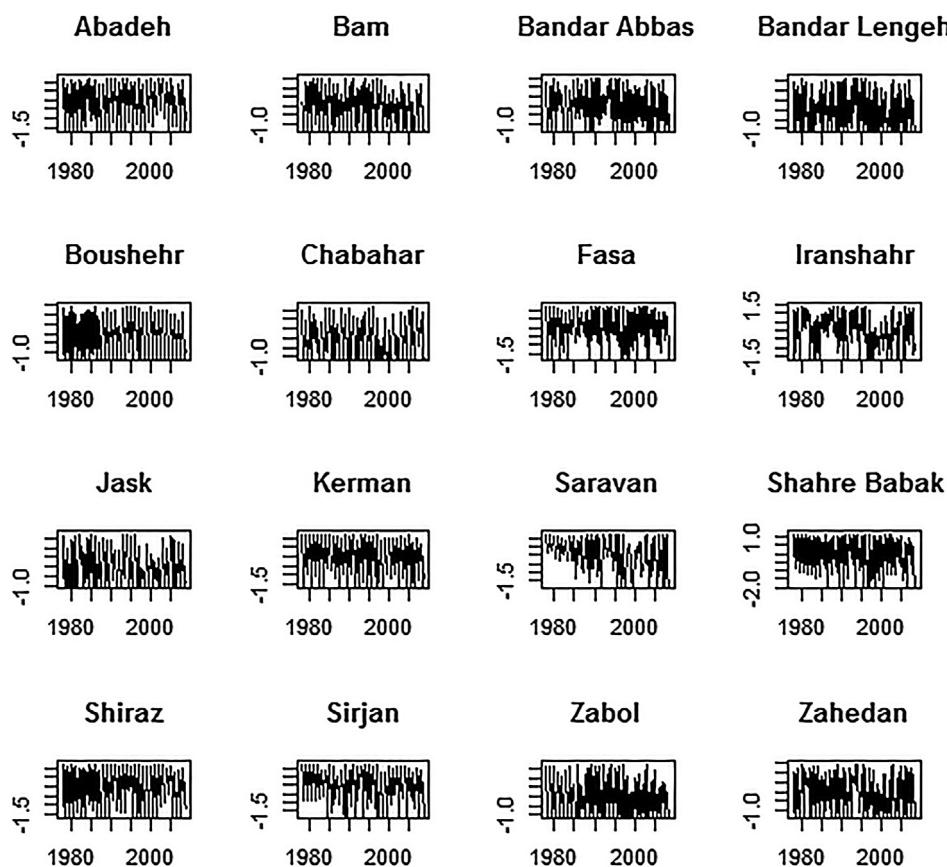 Abadeh Bam Bandar Abbas Bandar Lengeh
-1.5 -1.0 -1.0 -1.0
1980 2000 1980 2000 1980 2000 1980 2000
Boushehr Chabahar Fasa Iranshahr
-1.0 -1.0 -1.5 -1.5 1.5
1980 2000 1980 2000 1980 2000 1980 2000
Jask Kerman Saravan Shahre Babak
-1.0 -1.5 -1.5 -2.0 1.0
1980 2000 1980 2000 1980 2000 1980 2000
Shiraz Sirjan Zabol Zahedan
-1.5 -1.5 -1.0 -1.0
1980 2000 1980 2000 1980 2000 1980 2000